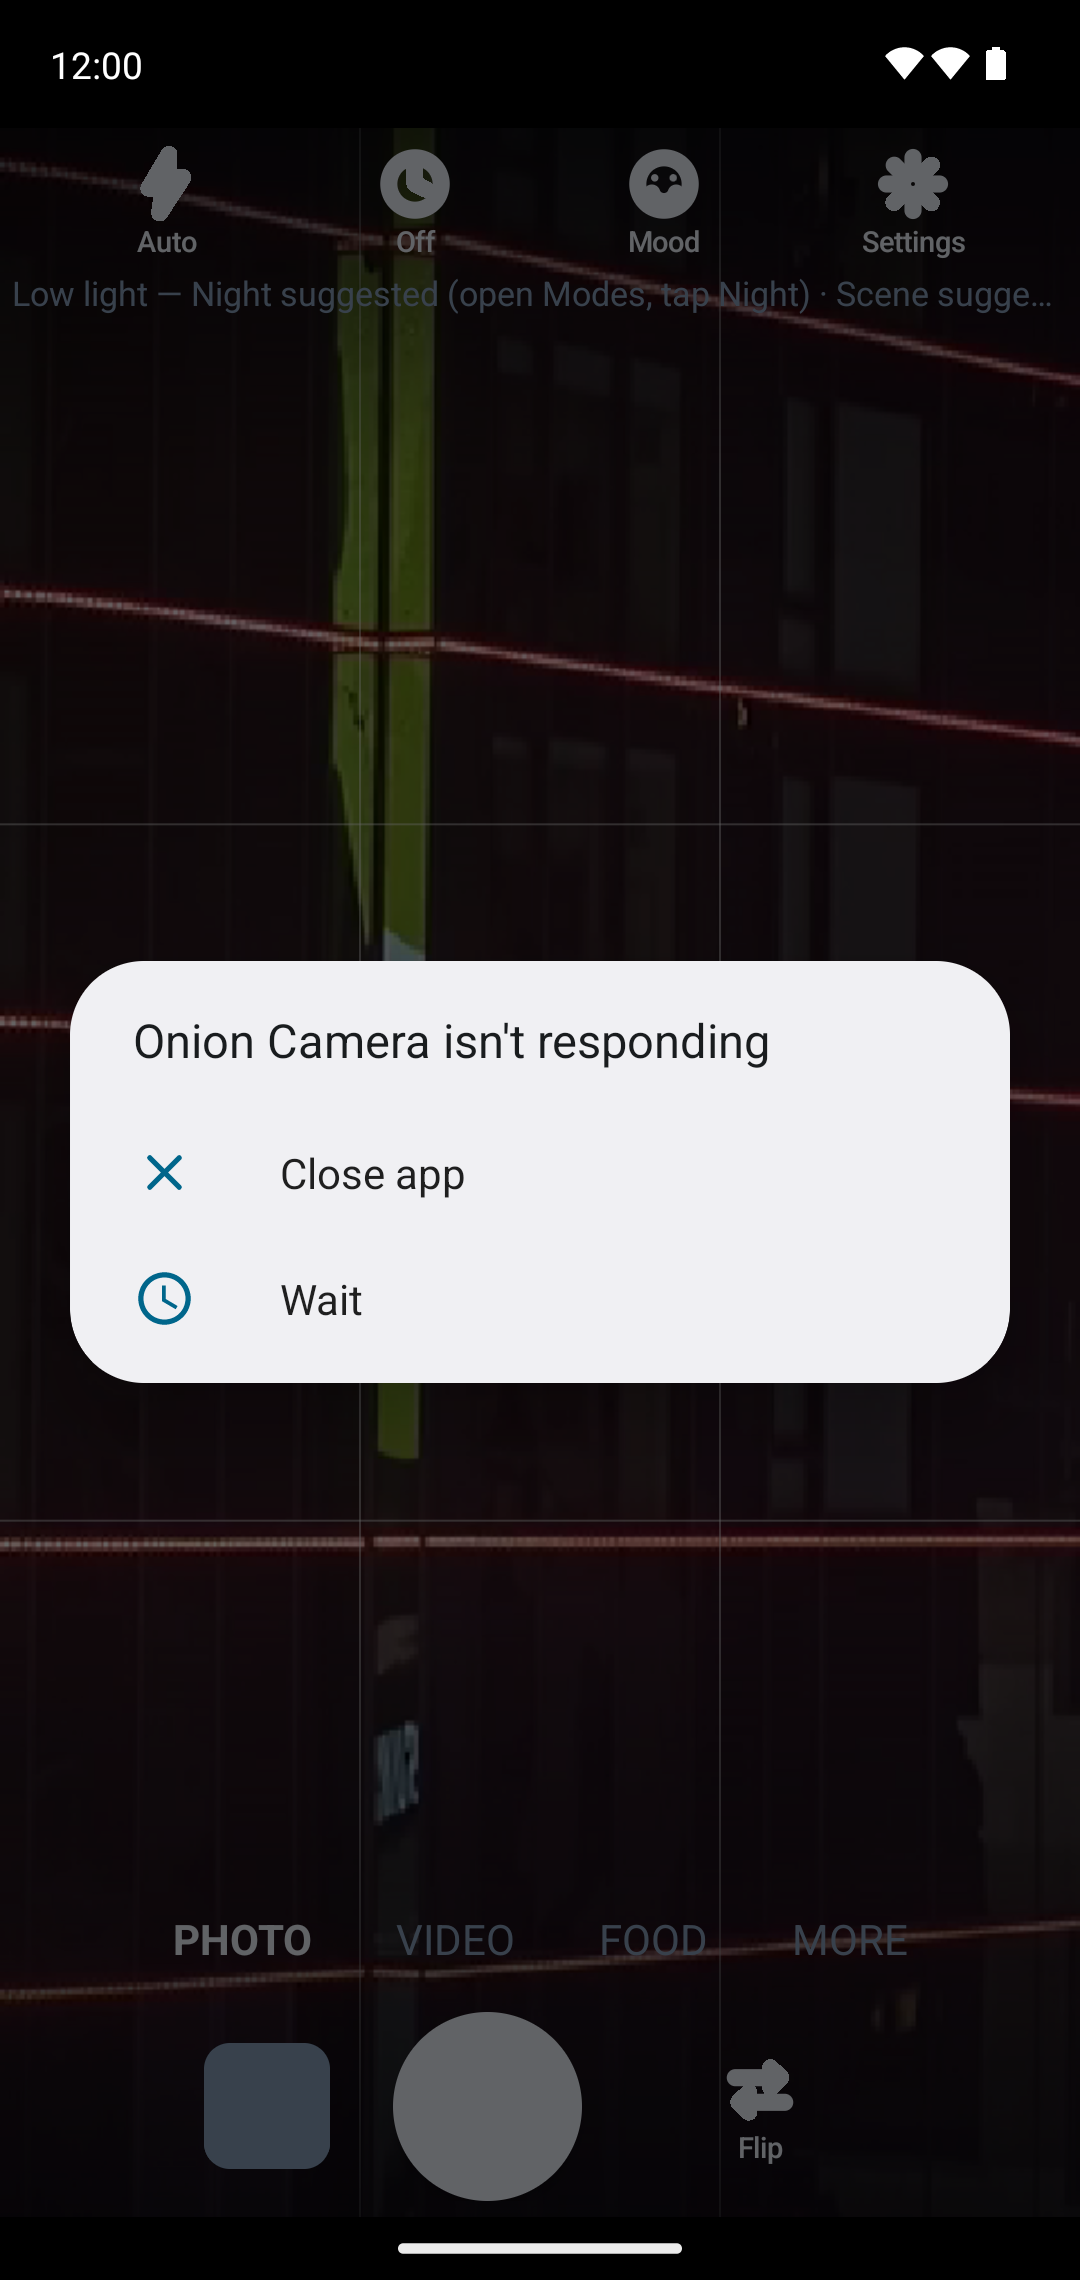 12:00
Auto
Off
Mood
Settings
Low light — Night suggested (open Modes, tap Night) · Scene sugge...
Onion Camera isn't responding
Close app
Wait
PHOTO
VIDEO
FOOD
MORE
Flip